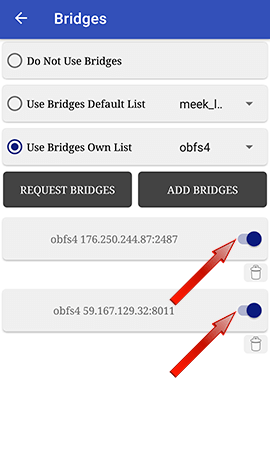 Bridges
Do Not Use Bridges
Use Bridges Default List meek_l..
Use Bridges Own List obfs4
REQUEST BRIDGES ADD BRIDGES
obfs4 176.250.244.87:2487
obfs4 59.167.129.32:8011